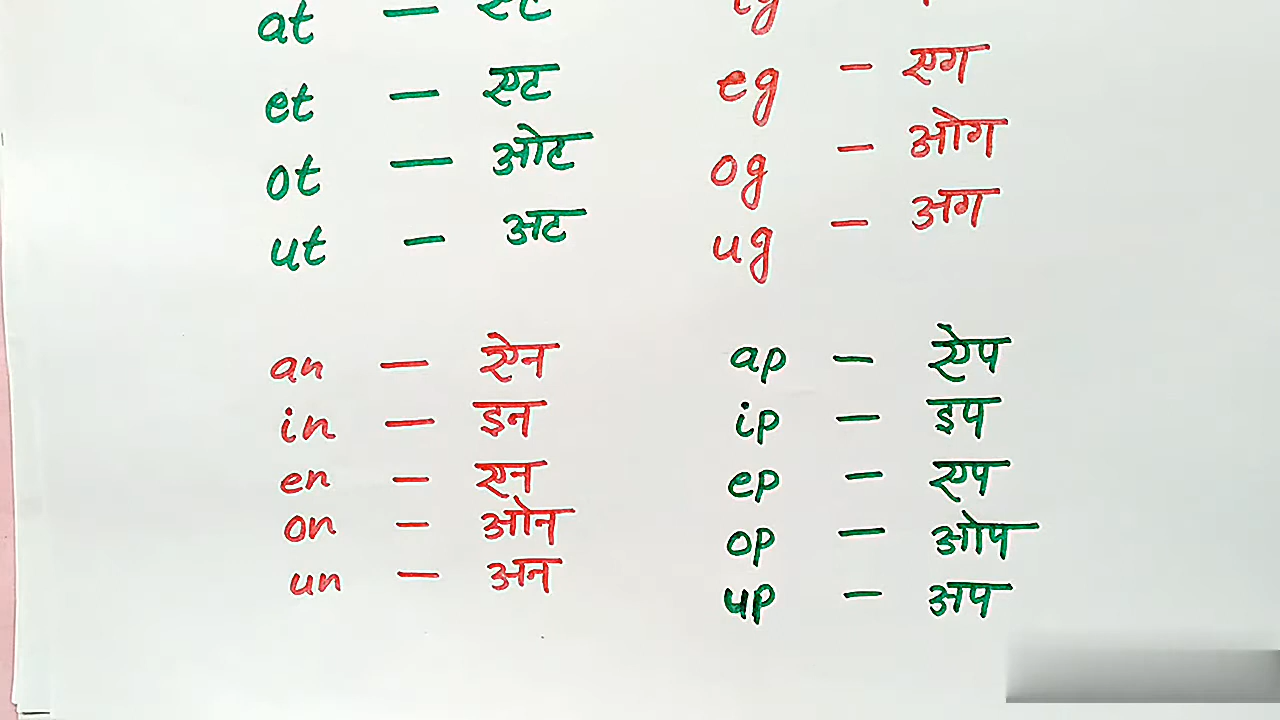 at —
et — एट
eg — एग
ot — ओट
og — ओग
ut — अट
ug — अग
an — ऐन
ap — ऐप
in — इन
ip — इप
en — एन
ep — एप
on — ओन
op — ओप
un — अन
up — अप